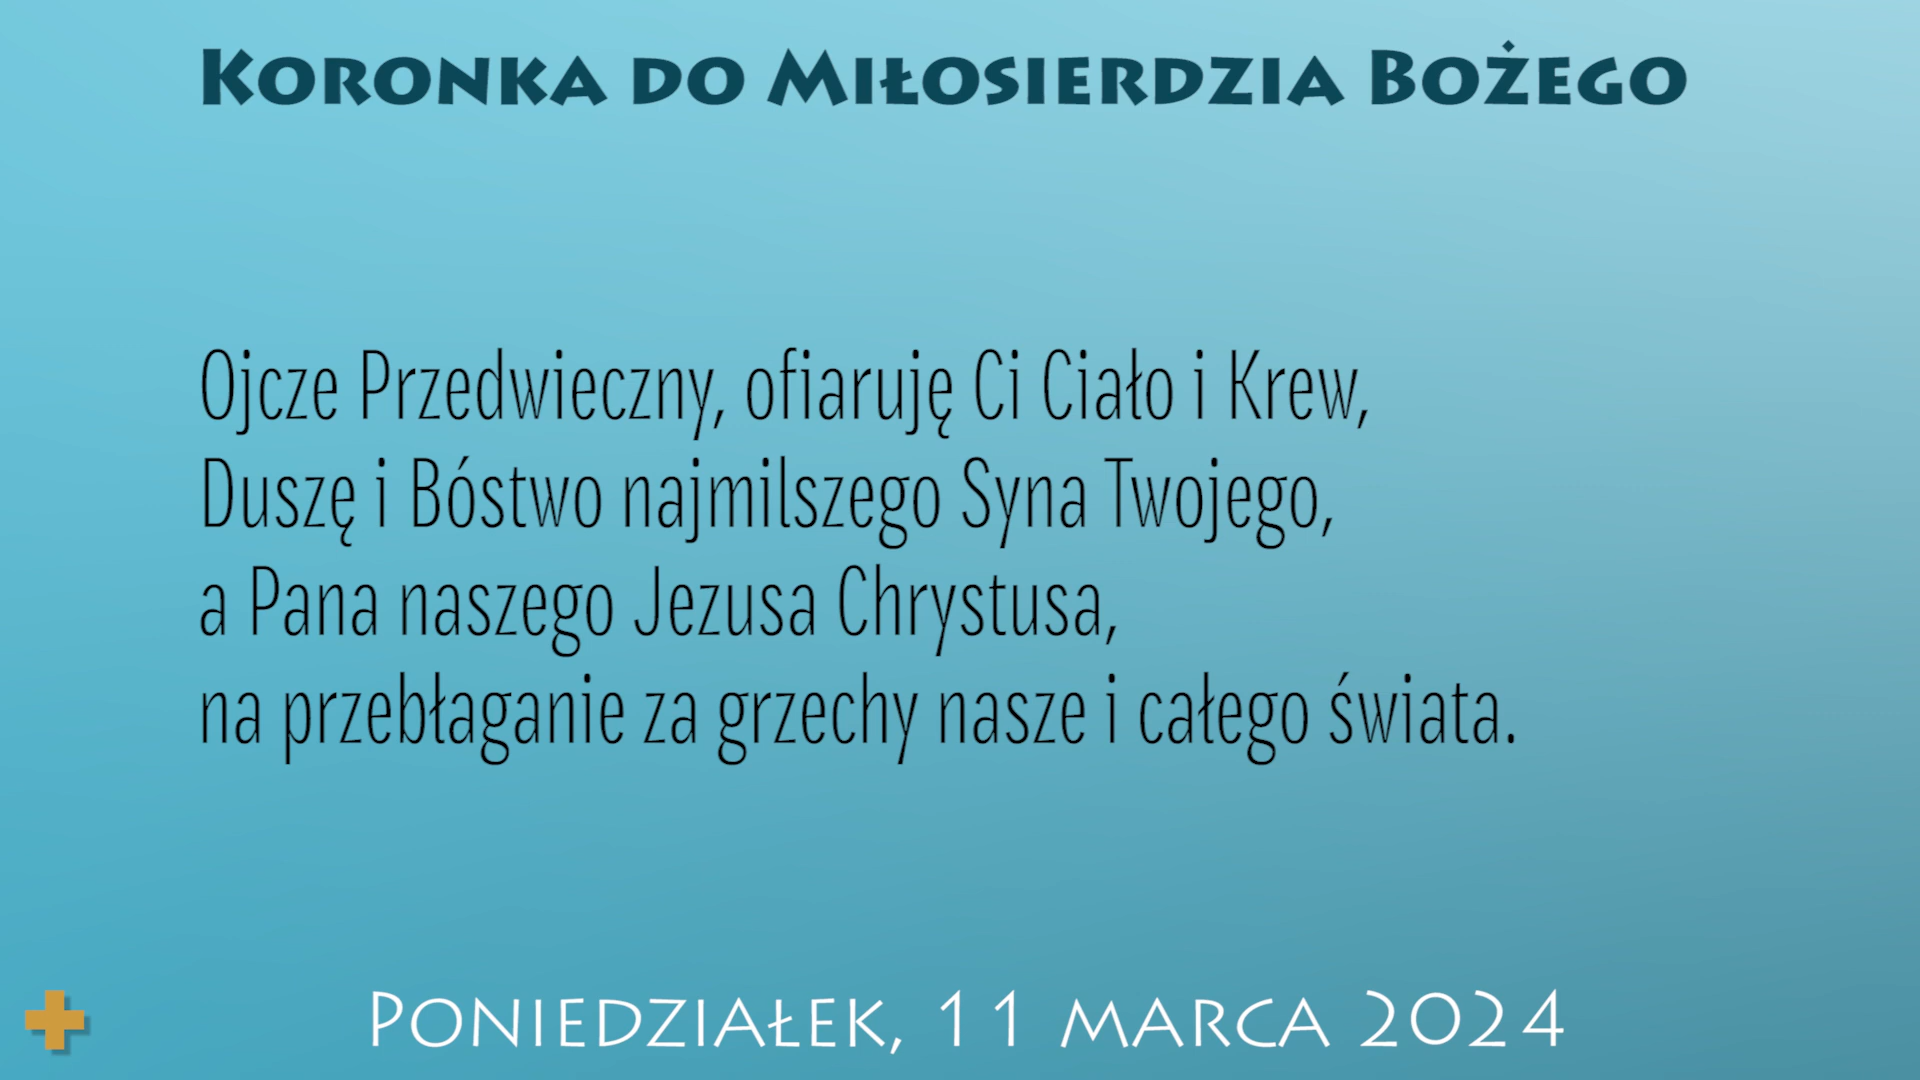 Koronka do Miłosierdzia Bożego
Ojcze Przedwieczny, ofiaruję Ci Ciało i Krew,
Duszę i Bóstwo najmilszego Syna Twojego,
a Pana naszego Jezusa Chrystusa,
na przebłaganie za grzechy nasze i całego świata.
Poniedziałek, 11 marca 2024